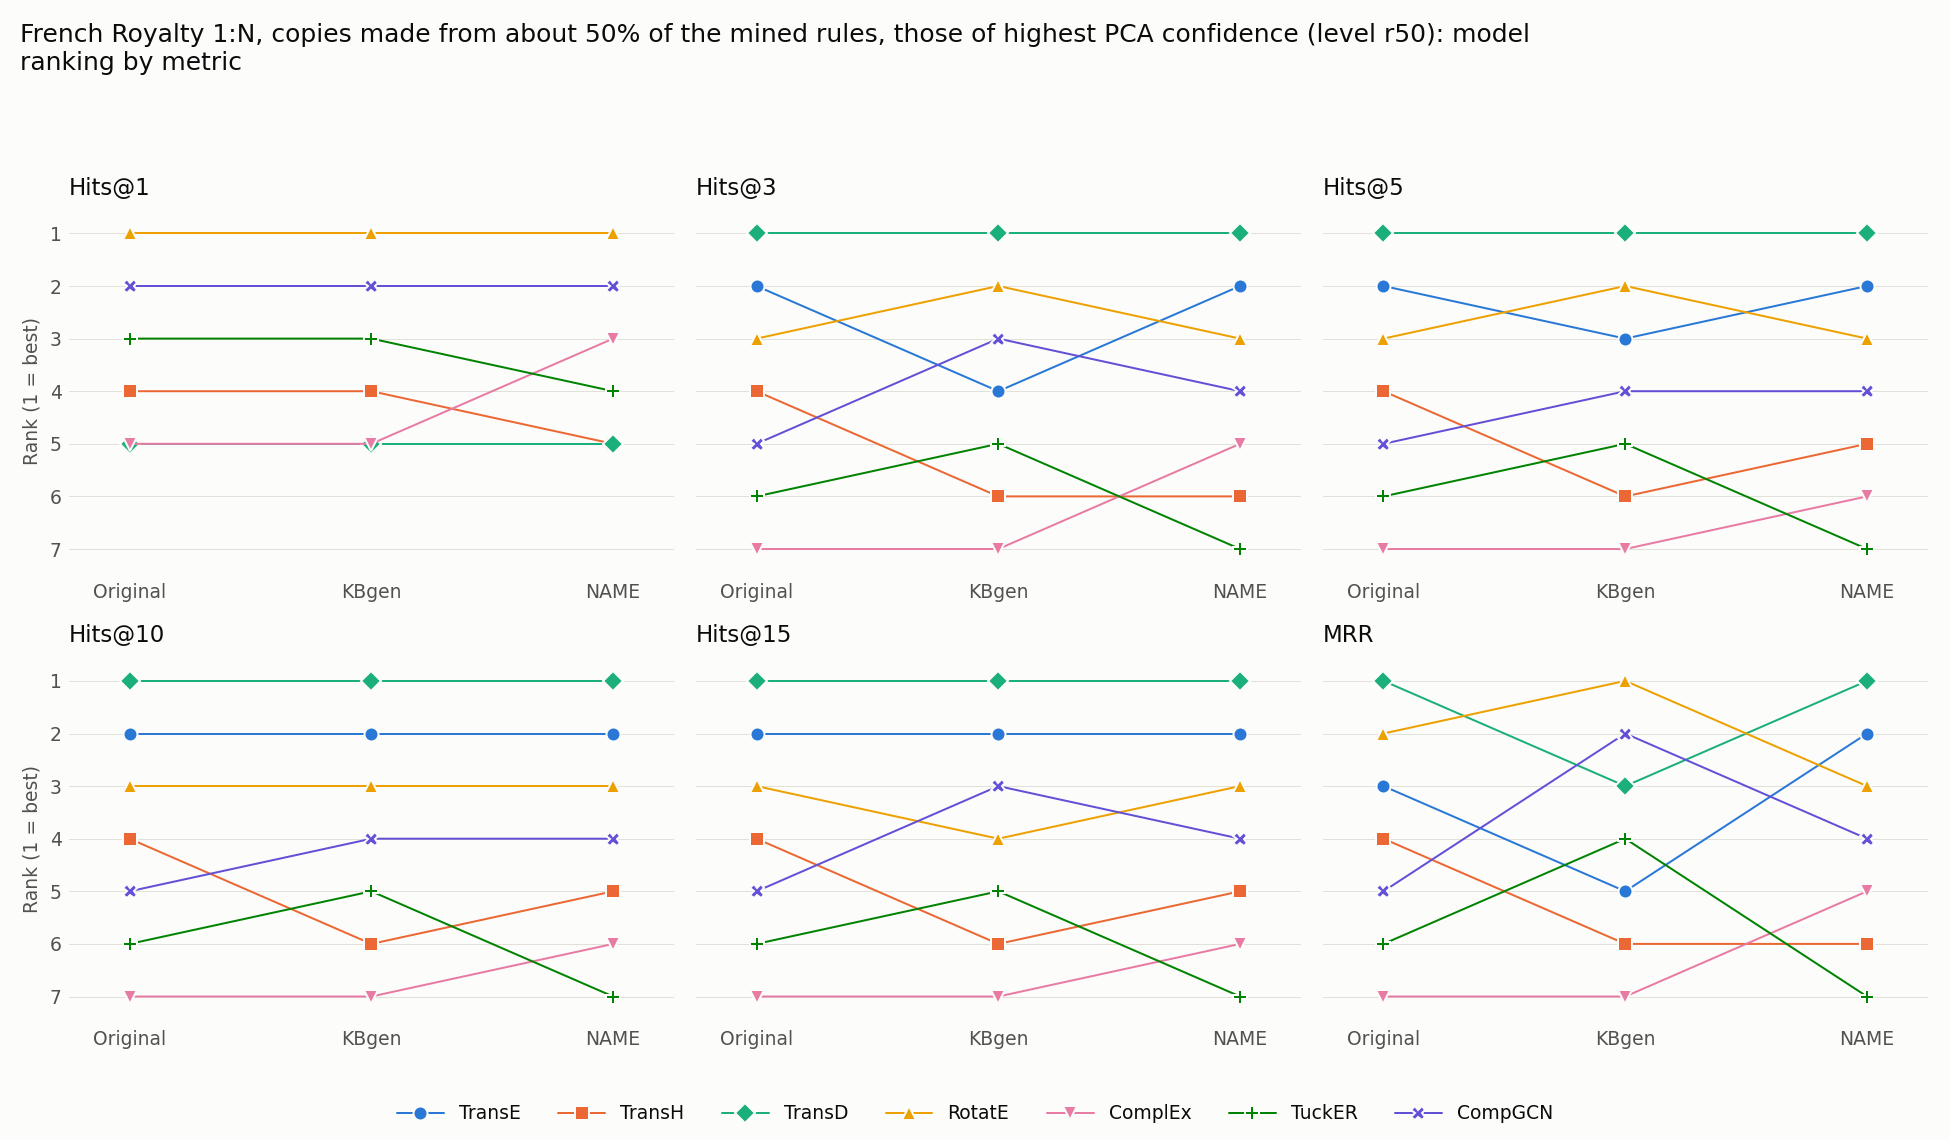 French Royalty 1:N, copies made from about 50% of the mined rules, those of highest PCA confidence (level r50): model
ranking by metric
Hits@1
Hits@3
Hits@5
Rank (1 = best)
1
2
3
4
5
6
7
Original
KBgen
NAME
Original
KBgen
NAME
Original
KBgen
NAME
Hits@10
Hits@15
MRR
Rank (1 = best)
1
2
3
4
5
6
7
Original
KBgen
NAME
Original
KBgen
NAME
Original
KBgen
NAME
TransE
TransH
TransD
RotatE
ComplEx
TuckER
CompGCN